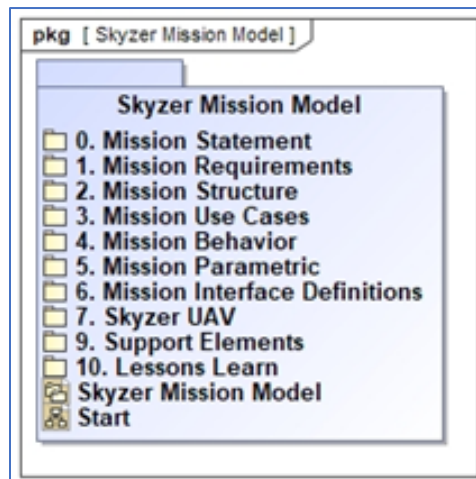 pkg [ Skyzer Mission Model ]
Skyzer Mission Model
0. Mission Statement
1. Mission Requirements
2. Mission Structure
3. Mission Use Cases
4. Mission Behavior
5. Mission Parametric
6. Mission Interface Definitions
7. Skyzer UAV
9. Support Elements
10. Lessons Learn
Skyzer Mission Model
Start